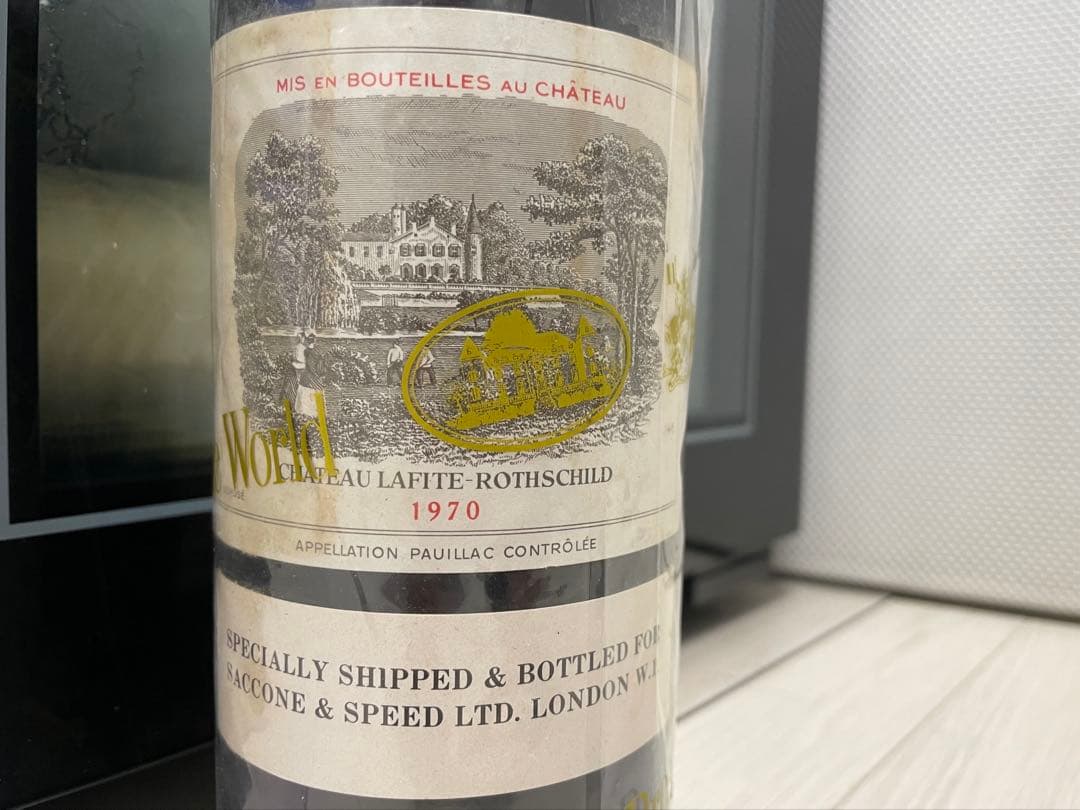 MIS EN BOUTEILLES AU CHÂTEAU
World
CHATEAU LAFITE-ROTHSCHILD
1970
APPELLATION PAUILLAC CONTRÔLÉE
SPECIALLY SHIPPED & BOTTLED FOR
SACCONE & SPEED LTD. LONDON W.1